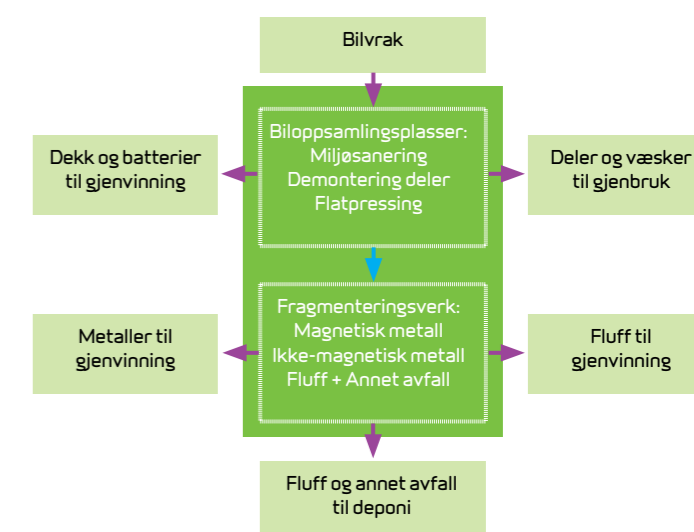 Bilvrak
Biloppsamlingsplasser:
Miljøsanering
Demontering deler
Flatpressing
Dekk og batterier
til gjenvinning
Deler og væsker
til gjenbruk
Fragmenteringsverk:
Magnetisk metall
Ikke-magnetisk metall
Fluff + Annet avfall
Metaller til
gjenvinning
Fluff til
gjenvinning
Fluff og annet avfall
til deponi